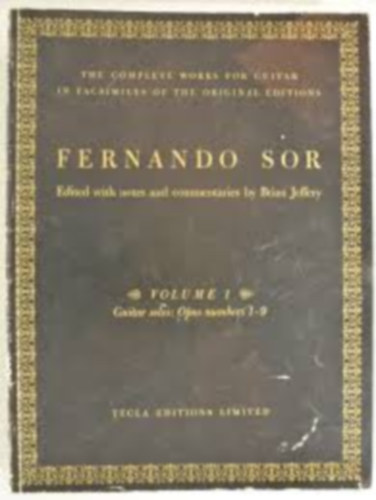 THE COMPLETE WORKS FOR GUITAR
IN FACSIMILES OF THE ORIGINAL EDITIONS
FERNANDO SOR
Edited with notes and commentaries by Brian Jeffery
VOLUME 1
Guitar solos: Opus numbers 1-9
TECLA EDITIONS LIMITED